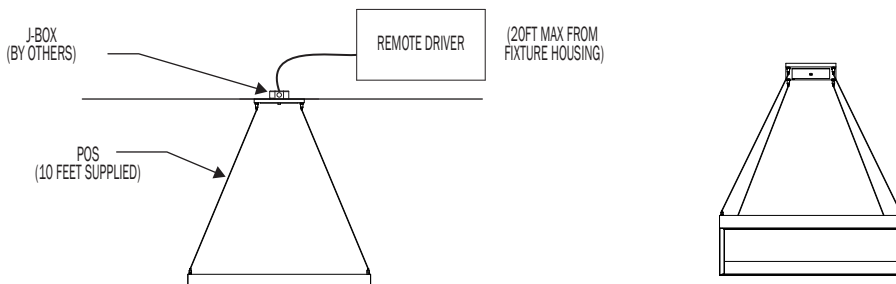 J-BOX
(BY OTHERS)
REMOTE DRIVER
(20FT MAX FROM
FIXTURE HOUSING)
POS
(10 FEET SUPPLIED)